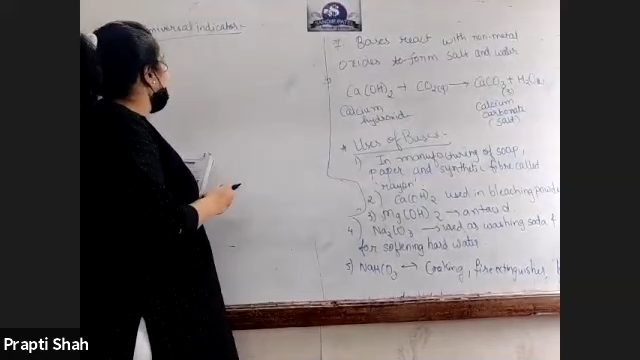 Universal indicator:-
7 Bases react with non-metal
oxides to form salt and water
Ca(OH)2 + CO2(g) → CaCO3 + H2O
(s)
Calcium
hydroxide
Calcium
carbonate
(salt)
* Uses of Bases:-
1) In manufacturing of soap,
paper and synthetic fibre called
'rayon'
2) Ca(OH)2 used in bleaching powder
3) Mg(OH)2 → antacid
4) Na2CO3 → used as washing soda
for softening hard water
5) NaHCO3 → Cooking, fire extinguisher,
Prapti Shah